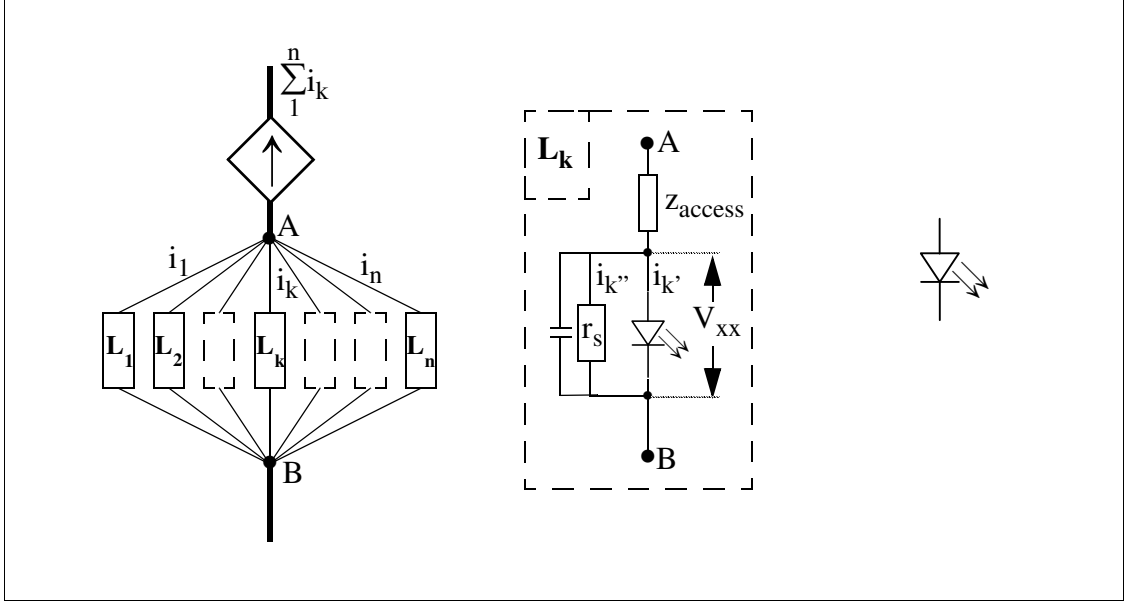 n
∑i_k
1
A
i_1
i_k
i_n
L_1
L_2
L_k
L_n
B
L_k
A
z_access
i_k”
i_k’
r_s
V_xx
B